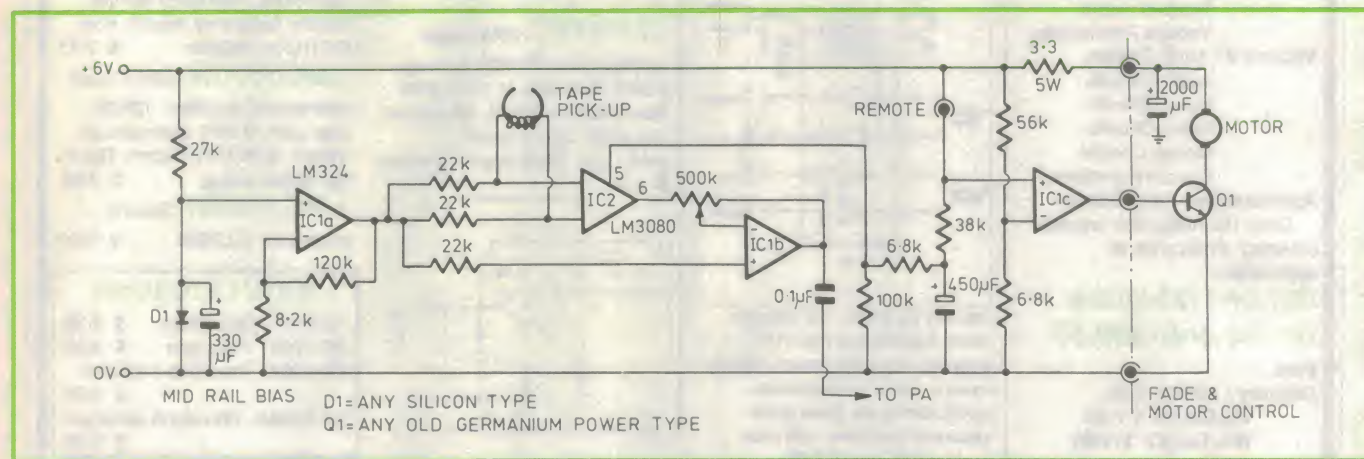 +6V
27k
D1
330
µF
0V
MID RAIL BIAS
LM324
+
IC1a
-
120k
8·2k
22k
22k
22k
TAPE
PICK-UP
5
IC2
6
LM3080
500k
-
IC1b
+
0·1µF
TO PA
6·8k
100k
REMOTE
38k
+
450µF
56k
6·8k
+
IC1c
-
3·3
5W
+
2000
µF
MOTOR
Q1
FADE &
MOTOR CONTROL
D1=ANY SILICON TYPE
Q1=ANY OLD GERMANIUM POWER TYPE